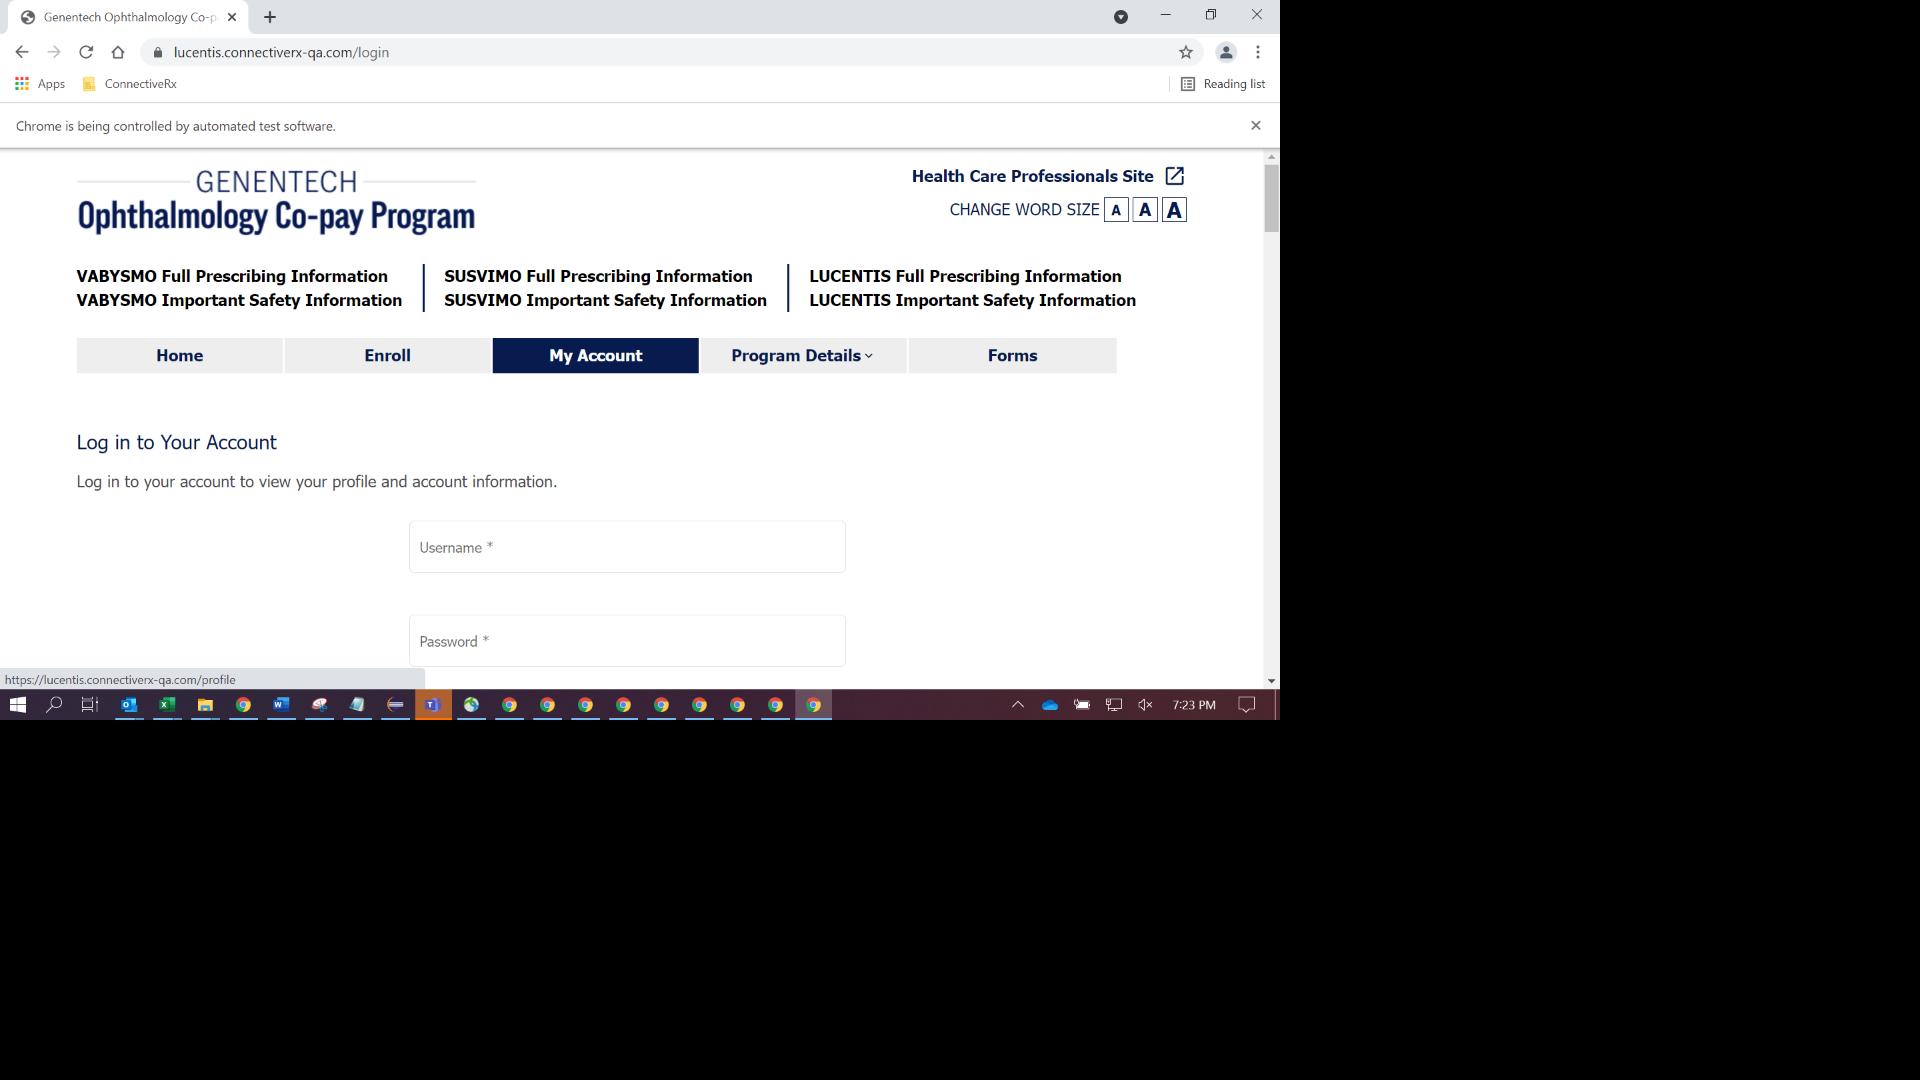 Genentech Ophthalmology Co-p
lucentis.connectiverx-qa.com/login
Apps
ConnectiveRx
Reading list
Chrome is being controlled by automated test software.
GENENTECH
Ophthalmology Co-pay Program
Health Care Professionals Site
CHANGE WORD SIZE A A A
VABYSMO Full Prescribing Information
VABYSMO Important Safety Information
SUSVIMO Full Prescribing Information
SUSVIMO Important Safety Information
LUCENTIS Full Prescribing Information
LUCENTIS Important Safety Information
Home
Enroll
My Account
Program Details
Forms
Log in to Your Account
Log in to your account to view your profile and account information.
Username *
Password *
https://lucentis.connectiverx-qa.com/profile
7:23 PM